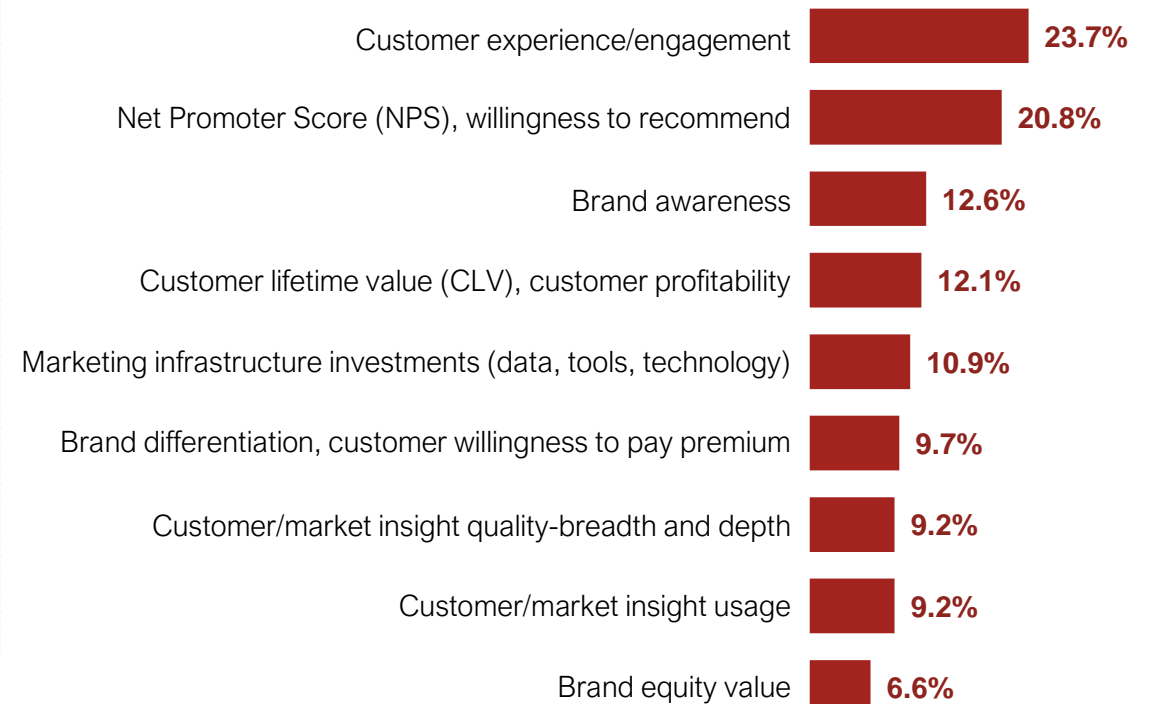 Customer experience/engagement 23.7%
Net Promoter Score (NPS), willingness to recommend 20.8%
Brand awareness 12.6%
Customer lifetime value (CLV), customer profitability 12.1%
Marketing infrastructure investments (data, tools, technology) 10.9%
Brand differentiation, customer willingness to pay premium 9.7%
Customer/market insight quality-breadth and depth 9.2%
Customer/market insight usage 9.2%
Brand equity value 6.6%